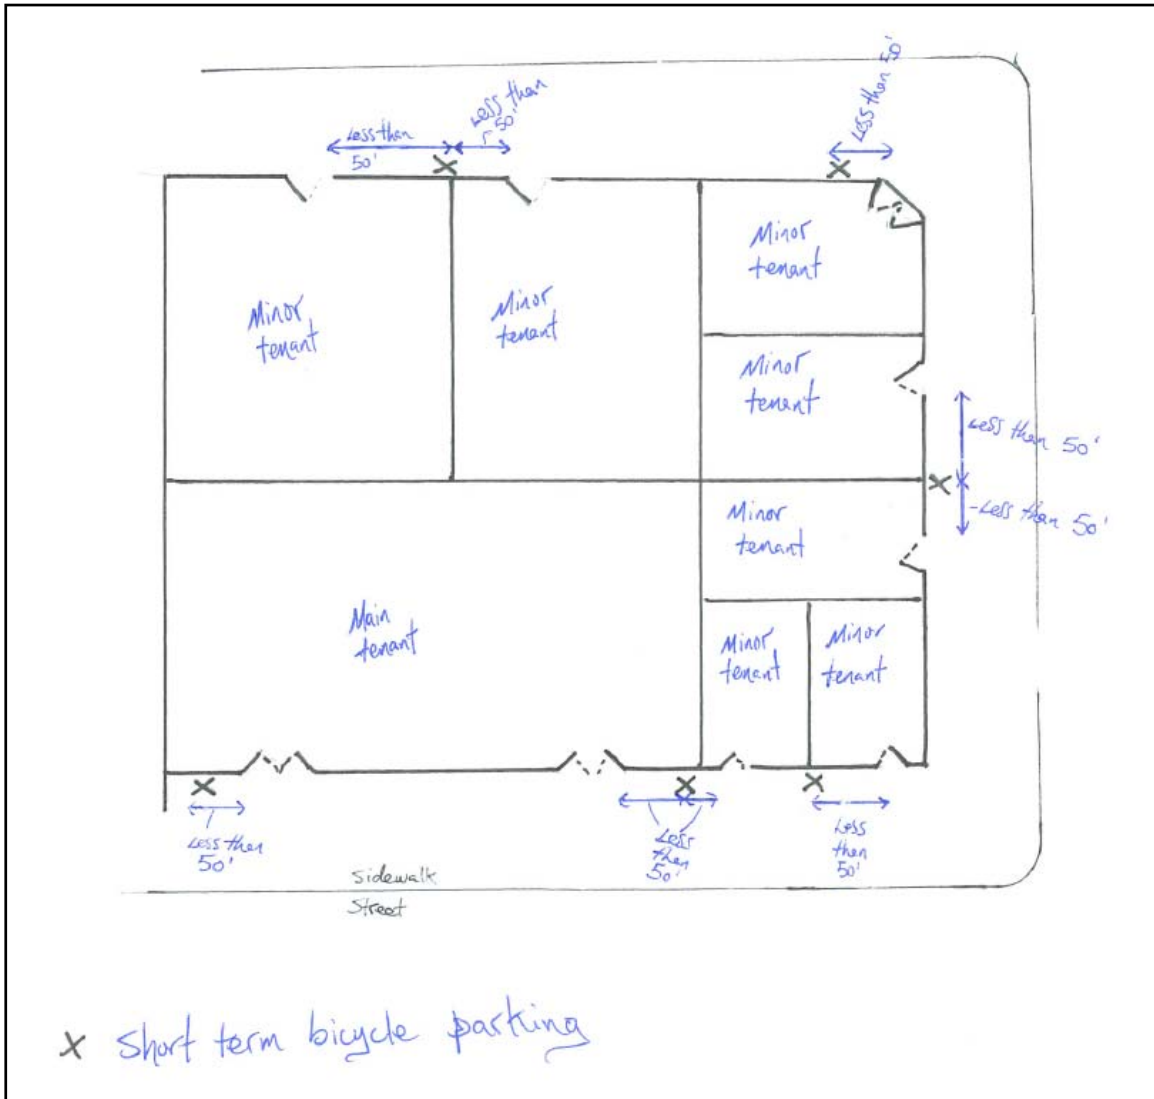 Less than 50'
Less than
50'
Less than
50'
Minor
tenant
Minor
tenant
Minor
tenant
Minor
tenant
Less than 50'
-Less than 50'
Minor
tenant
Main
tenant
Minor
tenant
Minor
tenant
Less than
50'
Less
than
50'
Less
than
50'
Sidewalk
Street
x Short term bicycle parking